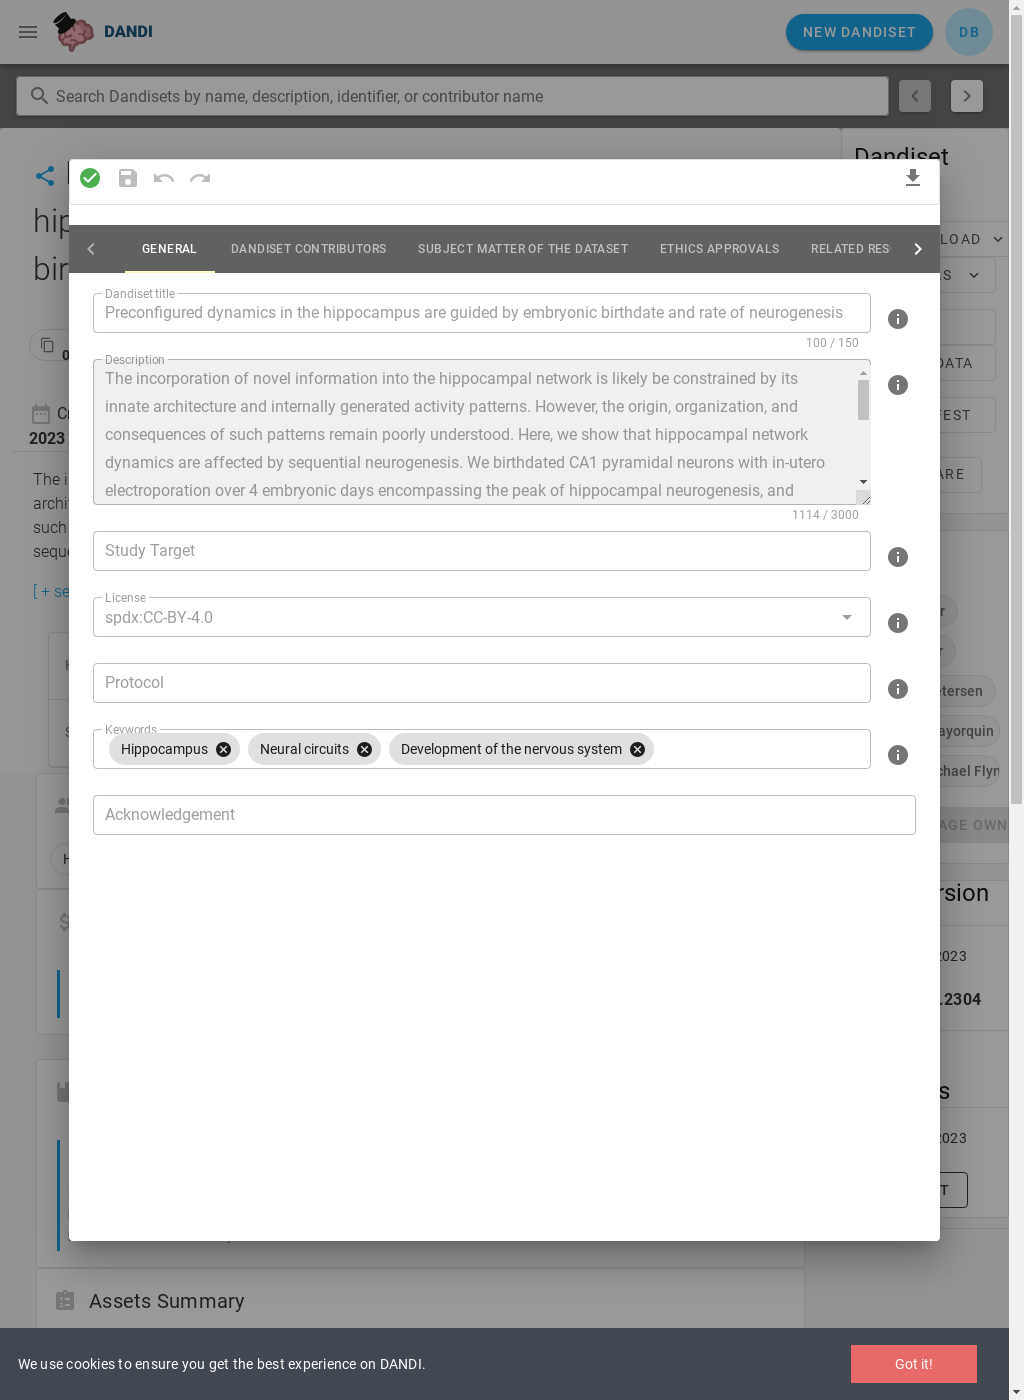 DANDI
NEW DANDISET
DB
Search Dandisets by name, description, identifier, or contributor name
Dandiset
GENERAL
DANDISET CONTRIBUTORS
SUBJECT MATTER OF THE DATASET
ETHICS APPROVALS
RELATED RES
Dandiset title
Preconfigured dynamics in the hippocampus are guided by embryonic birthdate and rate of neurogenesis
100 / 150
Description
The incorporation of novel information into the hippocampal network is likely be constrained by its
innate architecture and internally generated activity patterns. However, the origin, organization, and
consequences of such patterns remain poorly understood. Here, we show that hippocampal network
dynamics are affected by sequential neurogenesis. We birthdated CA1 pyramidal neurons with in-utero
electroporation over 4 embryonic days encompassing the peak of hippocampal neurogenesis, and
1114 / 3000
Study Target
License
spdx:CC-BY-4.0
Protocol
Keywords
Hippocampus
Neural circuits
Development of the nervous system
Acknowledgement
hip
bir
2023
The i
archit
such
seque
[ + se
LOAD
DATA
FEST
ARE
etersen
ayorquin
chael Flyn
AGE OWN
rsion
2023
.2304
s
2023
T
Assets Summary
We use cookies to ensure you get the best experience on DANDI.
Got it!